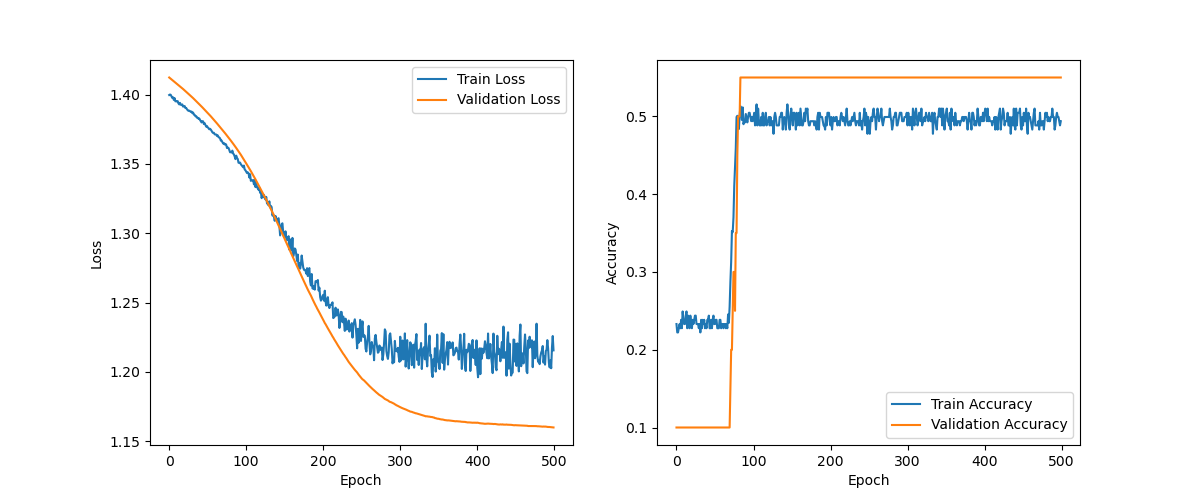 Train Loss
Validation Loss
1.40
1.35
1.30
1.25
1.20
1.15
Loss
0 100 200 300 400 500
Epoch
0.5
0.4
0.3
0.2
0.1
Accuracy
Train Accuracy
Validation Accuracy
0 100 200 300 400 500
Epoch